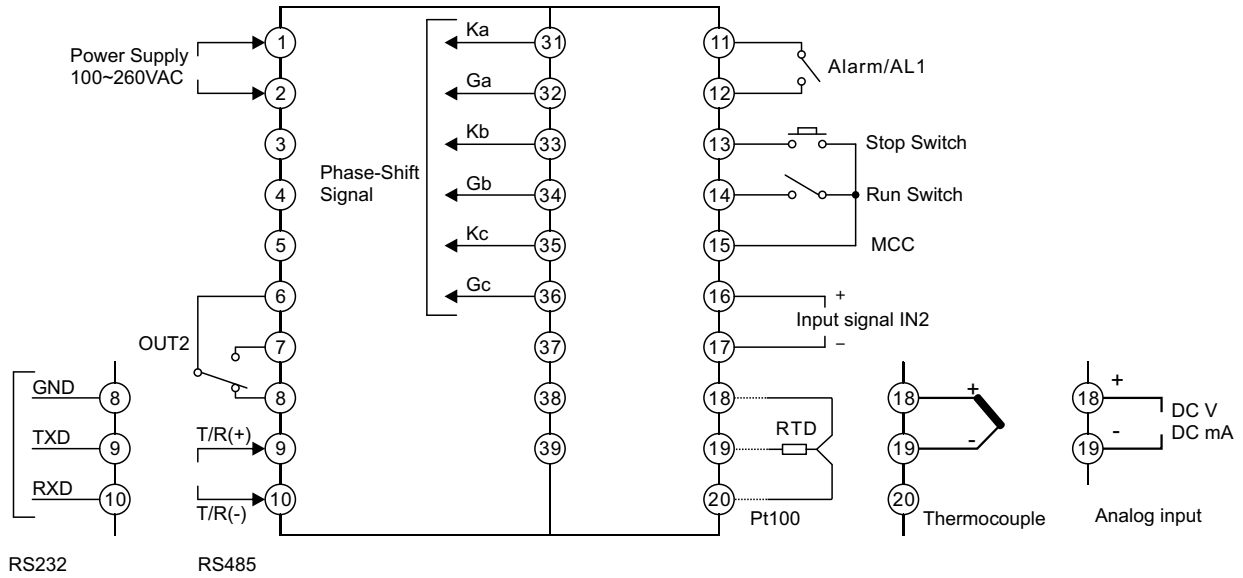 Power Supply
100~260VAC
1
2
3
4
5
6
7
8
9
10
OUT2
T/R(+)
T/R(-)
RS485
GND
TXD
RXD
8
9
10
RS232
Phase-Shift
Signal
Ka
Ga
Kb
Gb
Kc
Gc
31
32
33
34
35
36
37
38
39
11
12
13
14
15
16
17
18
19
20
Alarm/AL1
Stop Switch
Run Switch
MCC
+
Input signal IN2
−
RTD
Pt100
18
19
20
+
-
Thermocouple
18
19
+
-
DC V
DC mA
Analog input